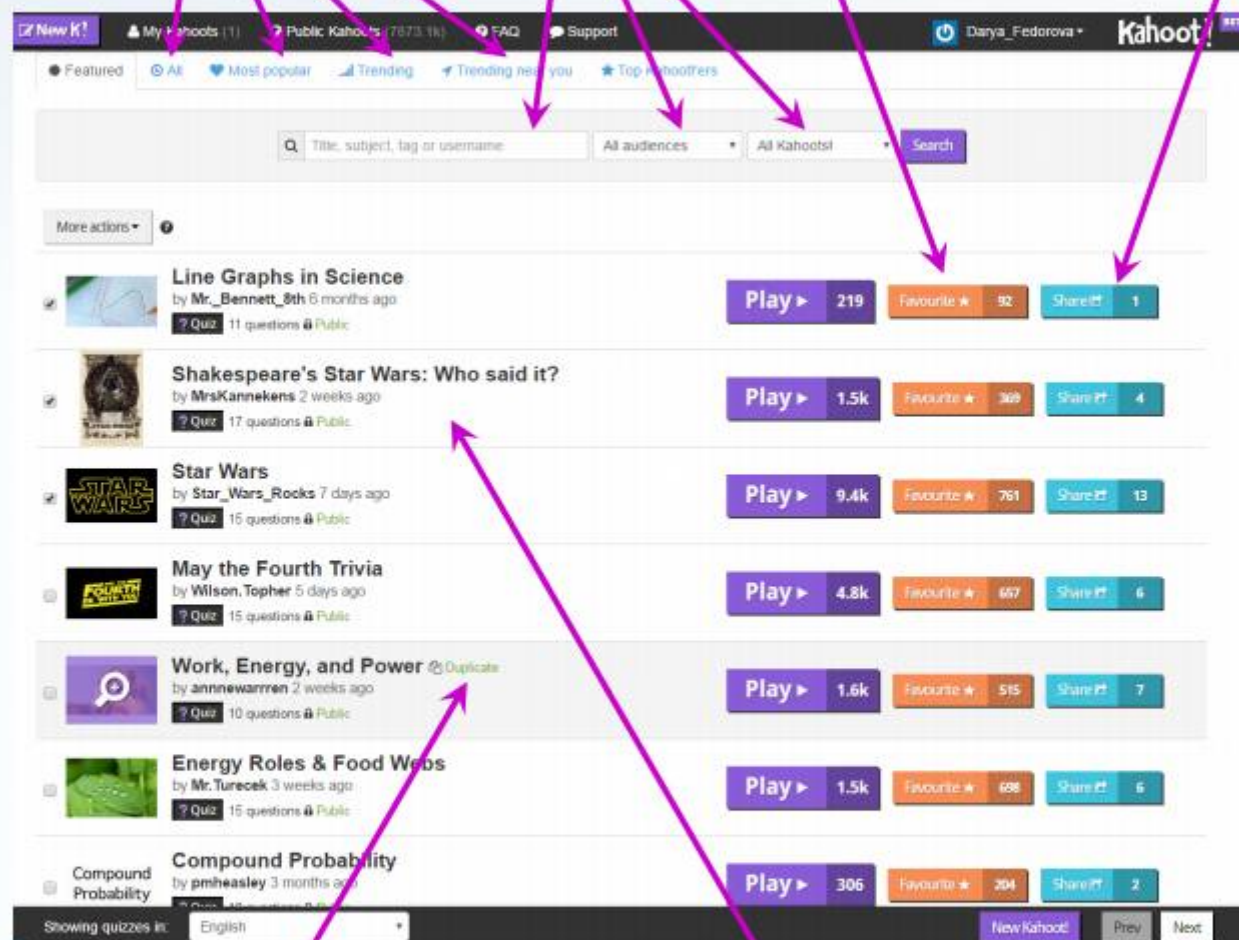 New K! My Kahoots (1) ? Public Kahoots FAQ Support Darya_Fedorova Kahoot! BETA
Featured All Most popular Trending Trending near you Top Kahoot!'ers
Title, subject, tag or username All audiences All Kahoots! Search
More actions ?
Line Graphs in Science
by Mr._Bennett_8th 6 months ago
Play 219 Favourite 92 Share 1
? Quiz 11 questions Public
Shakespeare's Star Wars: Who said it?
by MrsKannekens 2 weeks ago
Play 1.5k Favourite 369 Share 4
? Quiz 17 questions Public
STAR WARS
Star Wars
by Star_Wars_Rocks 7 days ago
Play 9.4k Favourite 761 Share 13
? Quiz 15 questions Public
FOURTH
May the Fourth Trivia
by Wilson.Topher 5 days ago
Play 4.8k Favourite 657 Share 6
? Quiz 15 questions Public
Work, Energy, and Power Duplicate
by annnewarrren 2 weeks ago
Play 1.6k Favourite 515 Share 7
? Quiz 10 questions Public
Energy Roles & Food Webs
by Mr.Turecek 3 weeks ago
Play 1.5k Favourite 698 Share 6
? Quiz 15 questions Public
Compound Probability
Compound Probability
by pmheasley 3 months ago
Play 306 Favourite 204 Share 2
Showing quizzes in: English New Kahoot! Prev Next